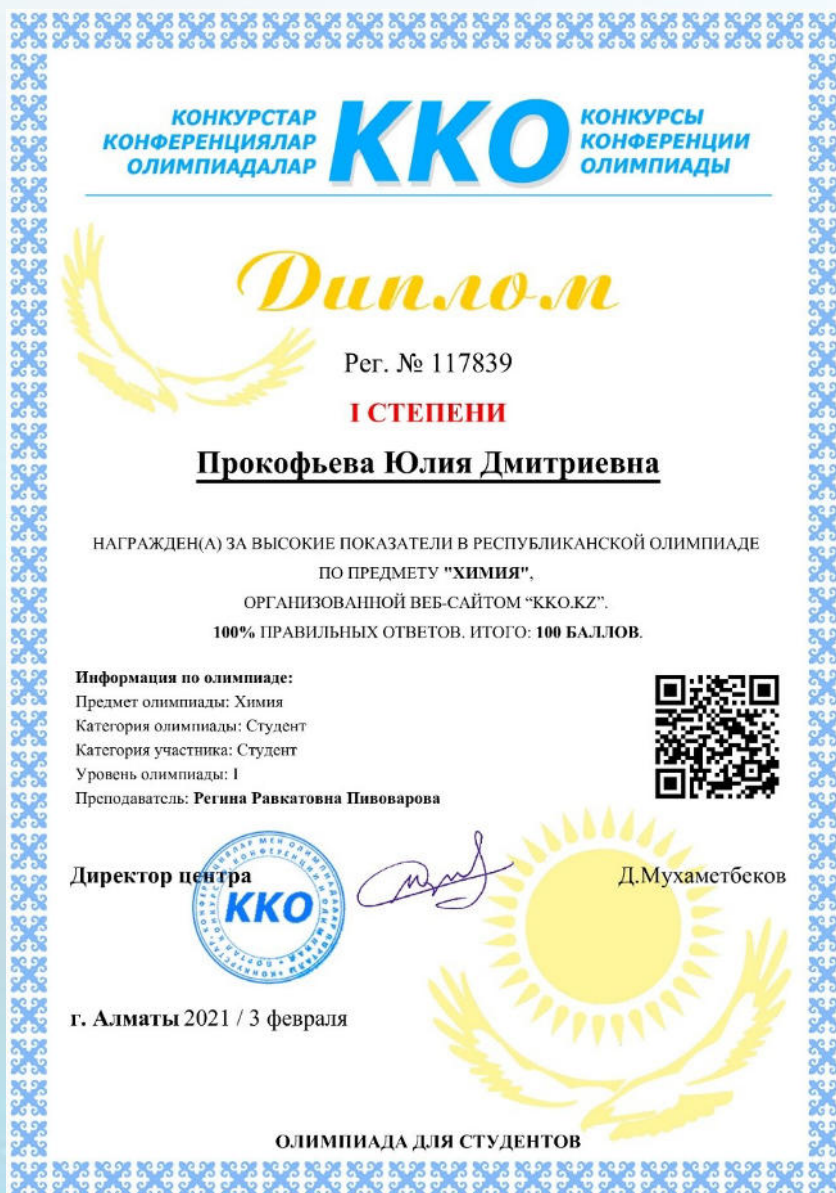 КОНКУРСТАР
КОНФЕРЕНЦИЯЛАР
ОЛИМПИАДАЛАР
ККО
КОНКУРСЫ
КОНФЕРЕНЦИИ
ОЛИМПИАДЫ
Диплом
Рег. № 117839
I СТЕПЕНИ
Прокофьева Юлия Дмитриевна
НАГРАЖДЕН(А) ЗА ВЫСОКИЕ ПОКАЗАТЕЛИ В РЕСПУБЛИКАНСКОЙ ОЛИМПИАДЕ
ПО ПРЕДМЕТУ "ХИМИЯ",
ОРГАНИЗОВАННОЙ ВЕБ-САЙТОМ “KKO.KZ”.
100% ПРАВИЛЬНЫХ ОТВЕТОВ. ИТОГО: 100 БАЛЛОВ.
Информация по олимпиаде:
Предмет олимпиады: Химия
Категория олимпиады: Студент
Категория участника: Студент
Уровень олимпиады: I
Преподаватель: Регина Равкатовна Пивоварова
Директор центра
ККО
Д.Мухаметбеков
г. Алматы 2021 / 3 февраля
ОЛИМПИАДА ДЛЯ СТУДЕНТОВ